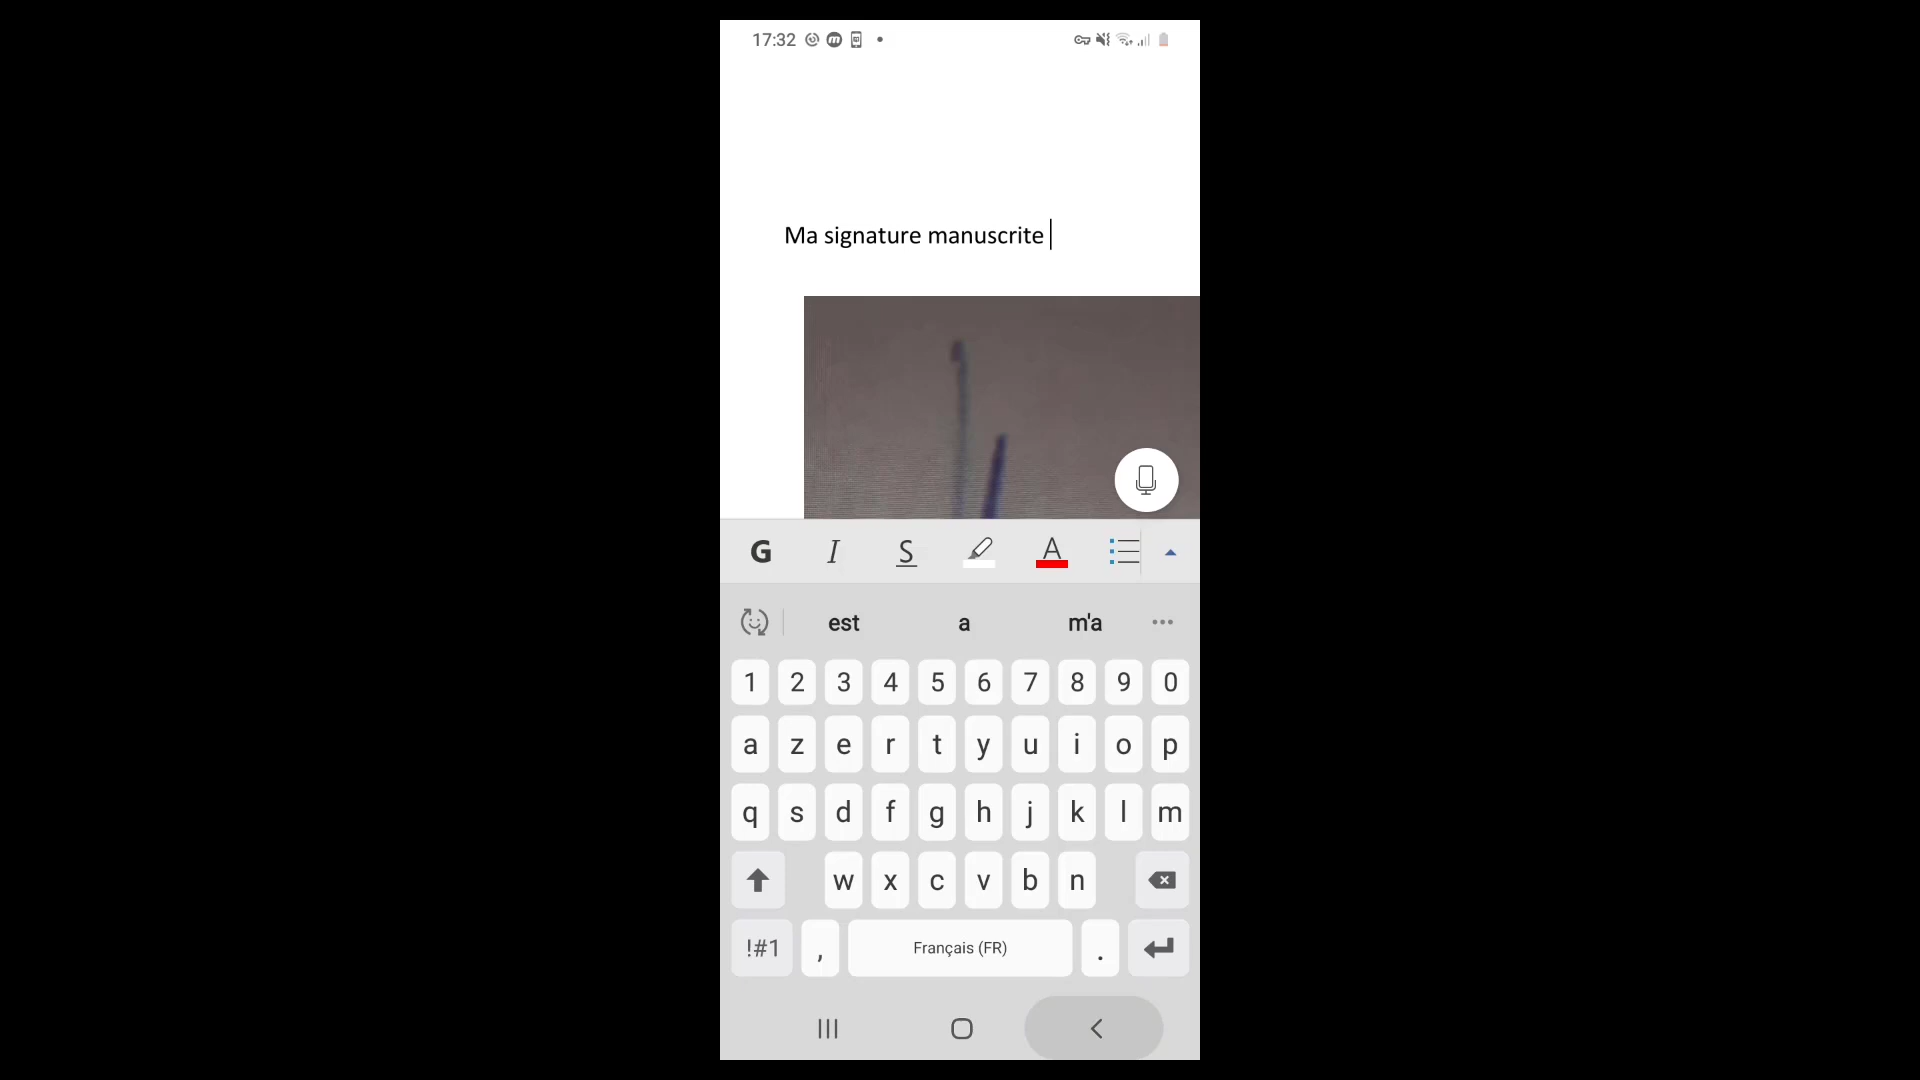 17:32
Ma signature manuscrite
G I S A
est a m'a
1 2 3 4 5 6 7 8 9 0
a z e r t y u i o p
q s d f g h j k l m
w x c v b n
!#1 , Français (FR) .